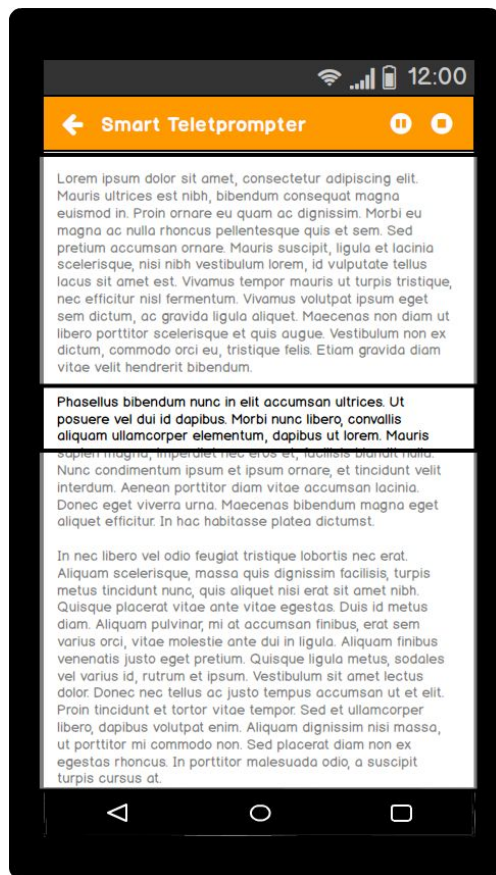 12:00
Smart Teletprompter
Lorem ipsum dolor sit amet, consectetur adipiscing elit.
Mauris ultrices est nibh, bibendum consequat magna
euismod in. Proin ornare eu quam ac dignissim. Morbi eu
magna ac nulla rhoncus pellentesque quis et sem. Sed
pretium accumsan ornare. Mauris suscipit, ligula et lacinia
scelerisque, nisi nibh vestibulum lorem, id vulputate tellus
lacus sit amet est. Vivamus tempor mauris ut turpis tristique,
nec efficitur nisl fermentum. Vivamus volutpat ipsum eget
sem dictum, ac gravida ligula aliquet. Maecenas non diam ut
libero porttitor scelerisque et quis augue. Vestibulum non ex
dictum, commodo orci eu, tristique felis. Etiam gravida diam
vitae velit hendrerit bibendum.
Phasellus bibendum nunc in elit accumsan ultrices. Ut
posuere vel dui id dapibus. Morbi nunc libero, convallis
aliquam ullamcorper elementum, dapibus ut lorem. Mauris
sapien magna, imperdiet nec eros et, facilisis blandit nulla.
Nunc condimentum ipsum et ipsum ornare, et tincidunt velit
interdum. Aenean porttitor diam vitae accumsan lacinia.
Donec eget viverra urna. Maecenas bibendum magna eget
aliquet efficitur. In hac habitasse platea dictumst.
In nec libero vel odio feugiat tristique lobortis nec erat.
Aliquam scelerisque, massa quis dignissim facilisis, turpis
metus tincidunt nunc, quis aliquet nisi erat sit amet nibh.
Quisque placerat vitae ante vitae egestas. Duis id metus
diam. Aliquam pulvinar, mi at accumsan finibus, erat sem
varius orci, vitae molestie ante dui in ligula. Aliquam finibus
venenatis justo eget pretium. Quisque ligula metus, sodales
vel varius id, rutrum et ipsum. Vestibulum sit amet lectus
dolor. Donec nec tellus ac justo tempus accumsan ut et elit.
Proin tincidunt et tortor vitae tempor. Sed et ullamcorper
libero, dapibus volutpat enim. Aliquam dignissim nisi massa,
ut porttitor mi commodo non. Sed placerat diam non ex
egestas rhoncus. In porttitor malesuada odio, a suscipit
turpis cursus at.